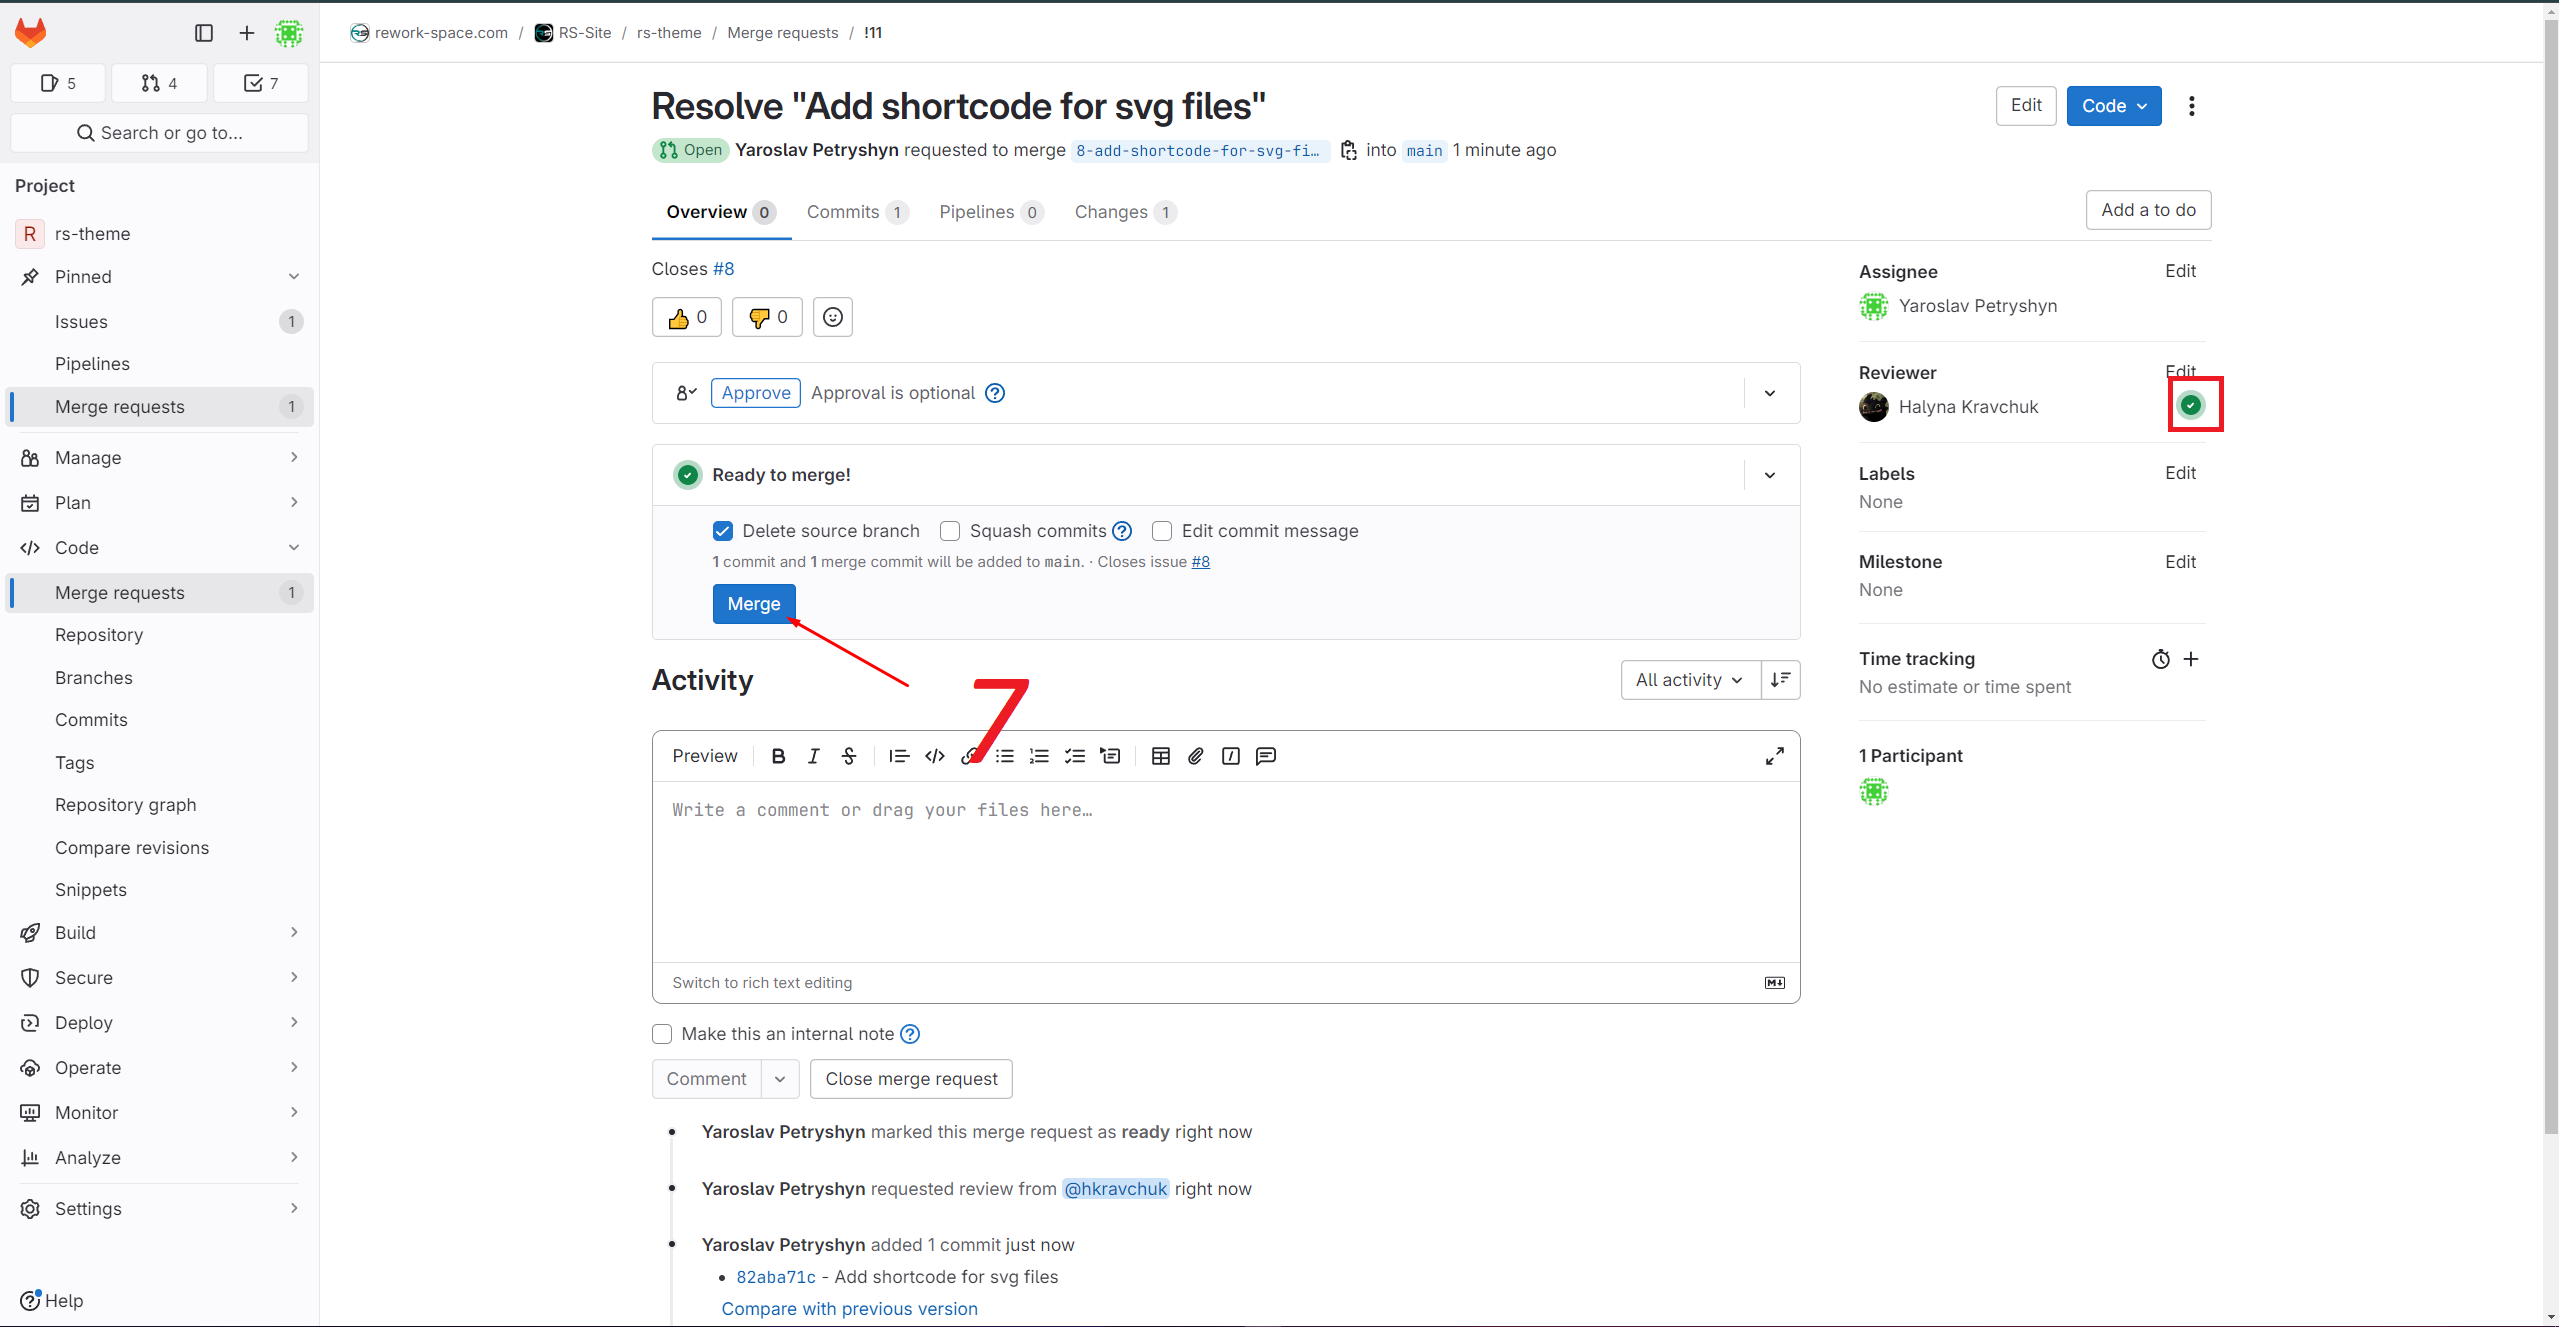 rework-space.com / RS-Site / rs-theme / Merge requests / !11
5 4 7
Search or go to...
Project
R rs-theme
Pinned
Issues 1
Pipelines
Merge requests 1
Manage
Plan
Code
Merge requests 1
Repository
Branches
Commits
Tags
Repository graph
Compare revisions
Snippets
Build
Secure
Deploy
Operate
Monitor
Analyze
Settings
Help
Resolve "Add shortcode for svg files"
Edit
Code
Open Yaroslav Petryshyn requested to merge 8-add-shortcode-for-svg-fi… into main 1 minute ago
Overview 0 Commits 1 Pipelines 0 Changes 1
Add a to do
Closes #8
0 0
Approve Approval is optional
Ready to merge!
Delete source branch Squash commits Edit commit message
1 commit and 1 merge commit will be added to main. · Closes issue #8
Merge
7
Activity
All activity
Preview
Write a comment or drag your files here…
Switch to rich text editing
Make this an internal note
Comment
Close merge request
Yaroslav Petryshyn marked this merge request as ready right now
Yaroslav Petryshyn requested review from @hkravchuk right now
Yaroslav Petryshyn added 1 commit just now
82aba71c - Add shortcode for svg files
Compare with previous version
Assignee Edit
Yaroslav Petryshyn
Reviewer Edit
Halyna Kravchuk
Labels Edit
None
Milestone Edit
None
Time tracking
No estimate or time spent
1 Participant